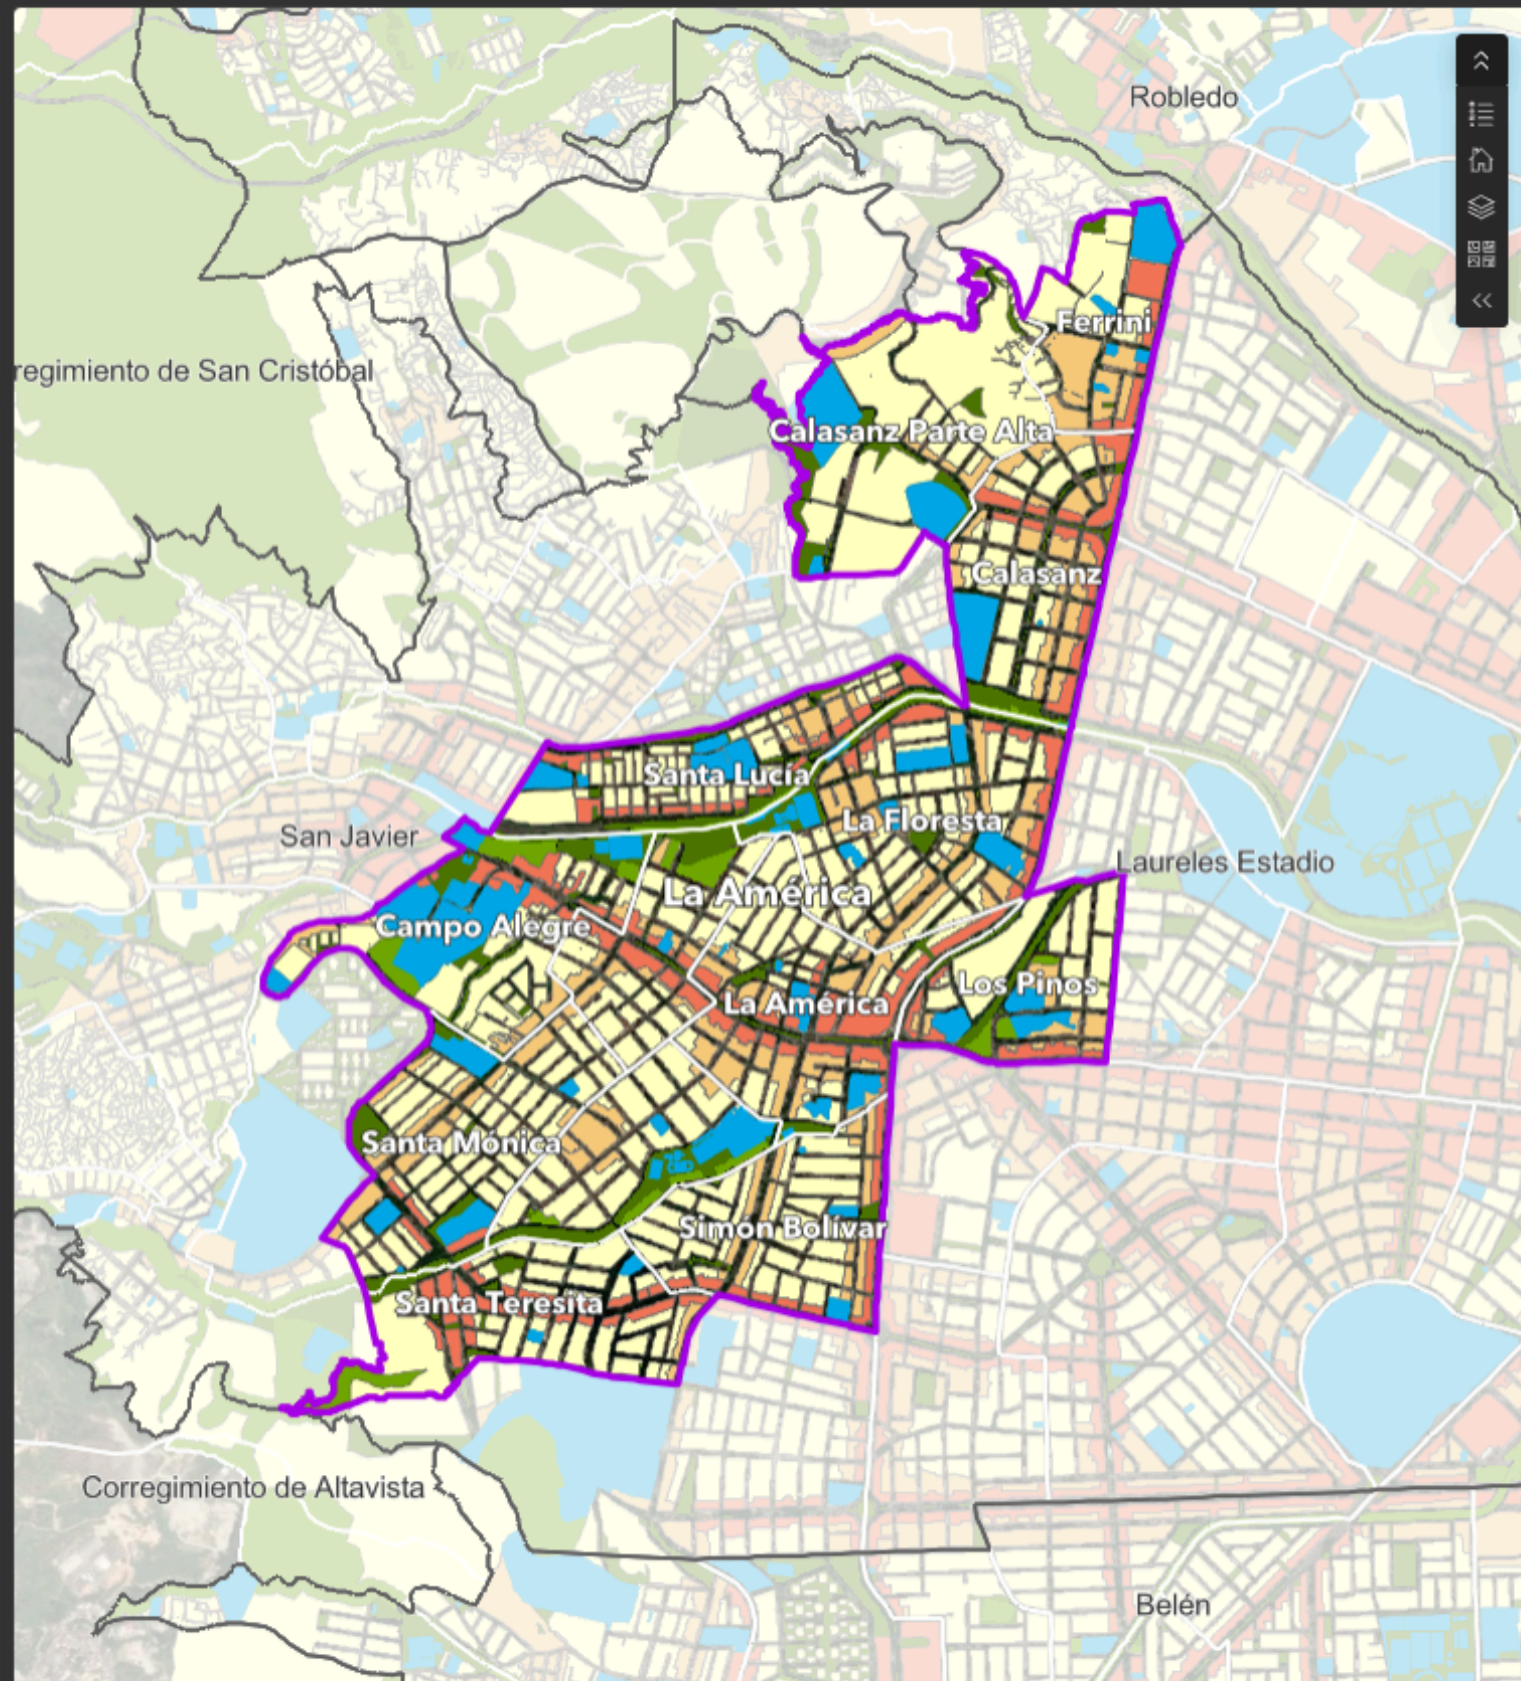 Robledo
Ferrini
regimiento de San Cristóbal
Calasanz Parte Alta
Calasanz
Santa Lucía
La Floresta
San Javier
Laureles Estadio
La América
Campo Alegre
Los Pinos
La América
Santa Mónica
Simón Bolívar
Santa Teresita
Corregimiento de Altavista
Belén